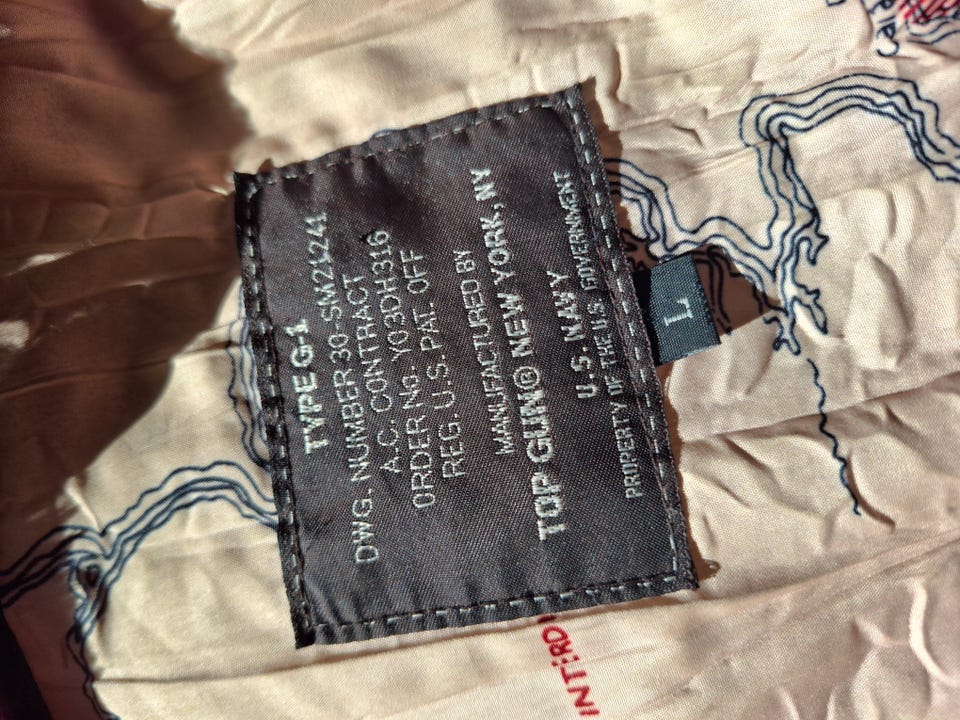 TYPE G-1
DWG. NUMBER 30-SM21241
A.C. CONTRACT
ORDER No. Y03DH316
REG. U.S. PAT. OFF
MANUFACTURED BY
TOP GUN® NEW YORK, NY
U.S. NAVY
PROPERTY OF THE U.S. GOVERNMENT
L